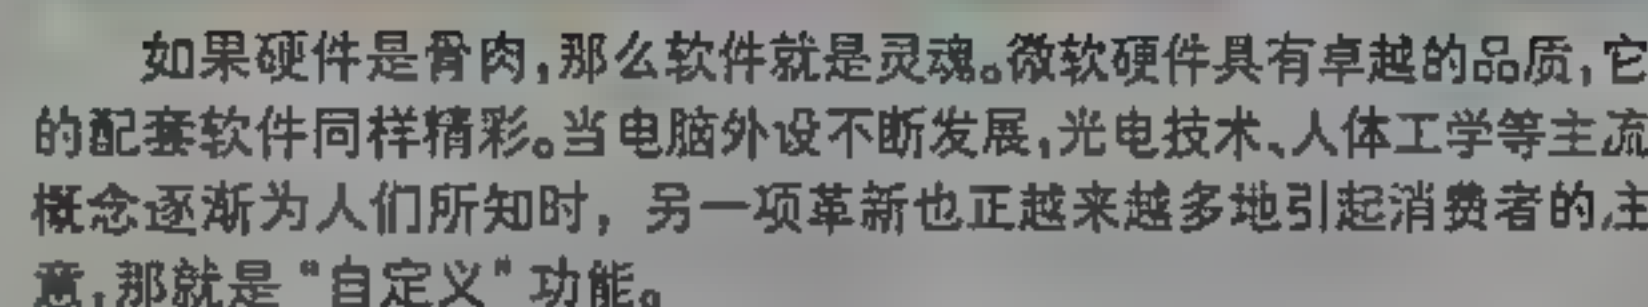 如果硬件是骨肉,那么软件就是灵魂。微软硬件具有卓越的品质,它
的配套软件同样精彩。当电脑外设不断发展,光电技术、人体工学等主流
概念逐渐为人们所知时，另一项革新也正越来越多地引起消费者的主
意,那就是“自定义”功能。